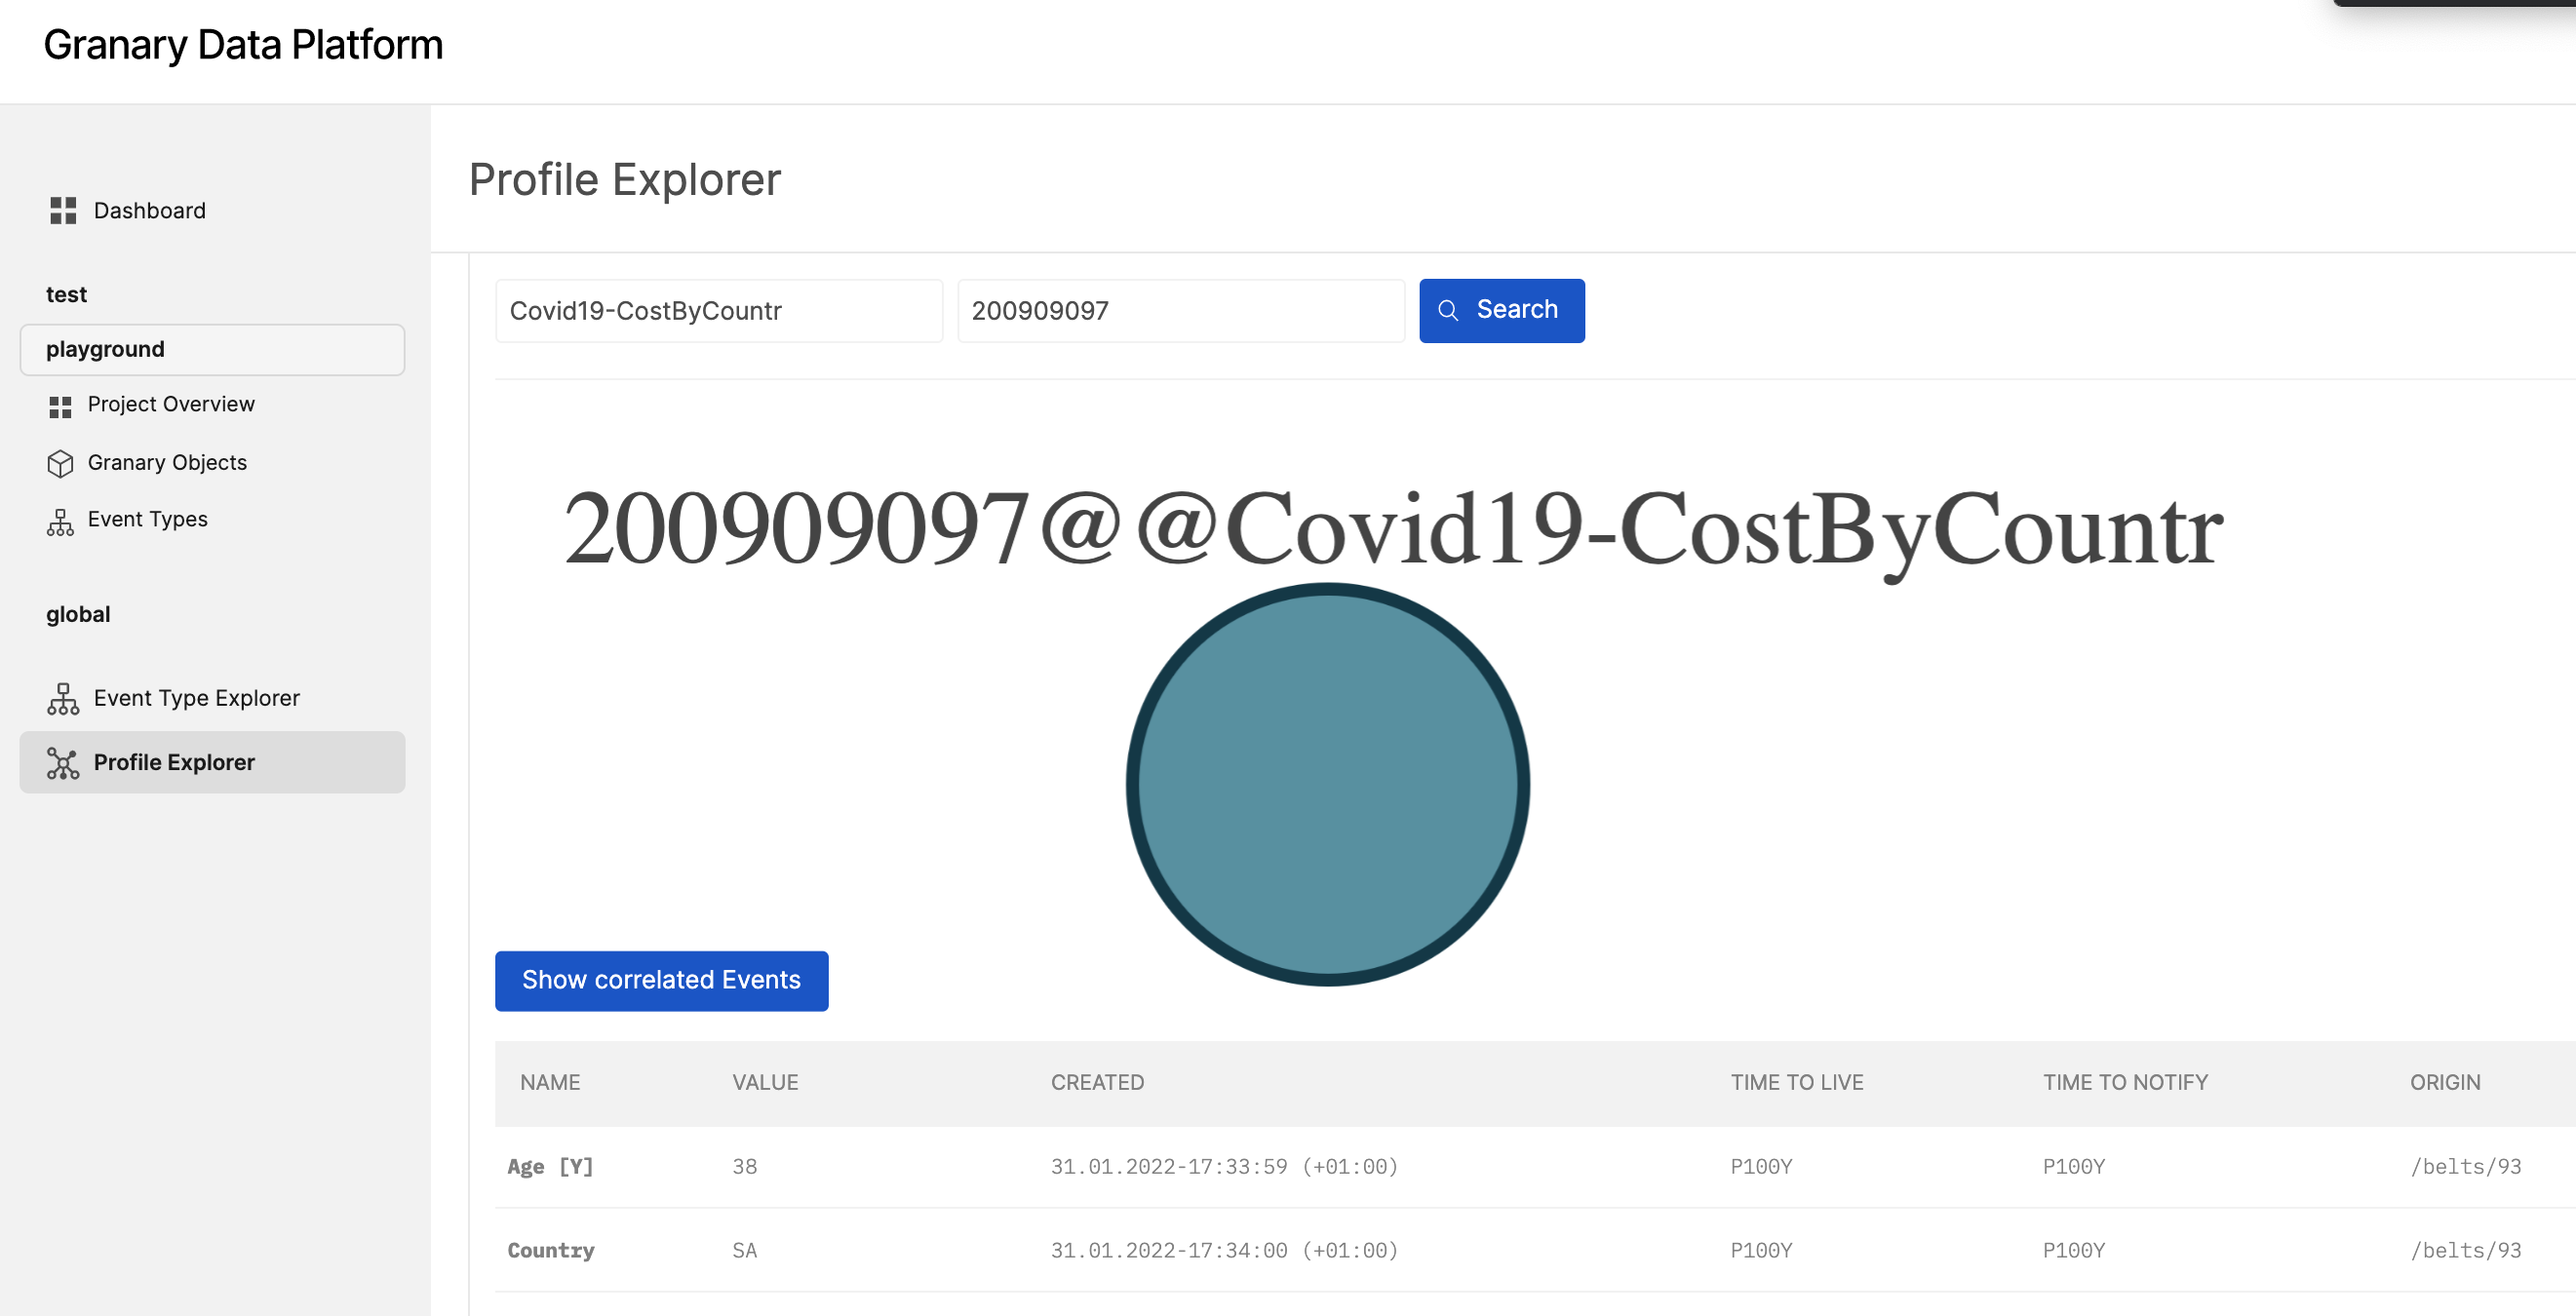 Granary Data Platform
Dashboard
test
playground
Project Overview
Granary Objects
Event Types
global
Event Type Explorer
Profile Explorer
Profile Explorer
Covid19-CostByCountr 200909097 Search
200909097@@Covid19-CostByCountr
Show correlated Events
NAME VALUE CREATED TIME TO LIVE TIME TO NOTIFY ORIGIN
Age [Y] 38 31.01.2022-17:33:59 (+01:00) P100Y P100Y /belts/93
Country SA 31.01.2022-17:34:00 (+01:00) P100Y P100Y /belts/93